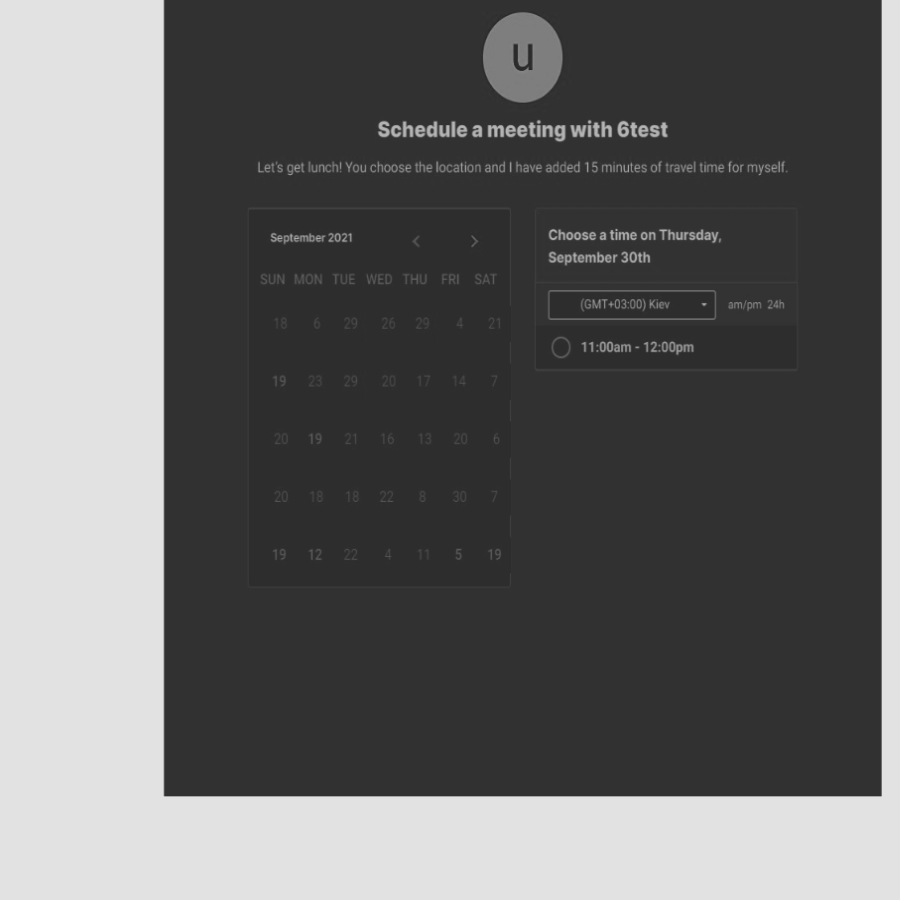 u
Schedule a meeting with 6test
Let's get lunch! You choose the location and I have added 15 minutes of travel time for myself.
September 2021
SUN MON TUE WED THU FRI SAT
18 6 29 26 29 4 21
19 23 29 20 17 14 7
20 19 21 16 13 20 6
20 18 18 22 8 30 7
19 12 22 4 11 5 19
Choose a time on Thursday,
September 30th
(GMT+03:00) Kiev am/pm 24h
11:00am - 12:00pm